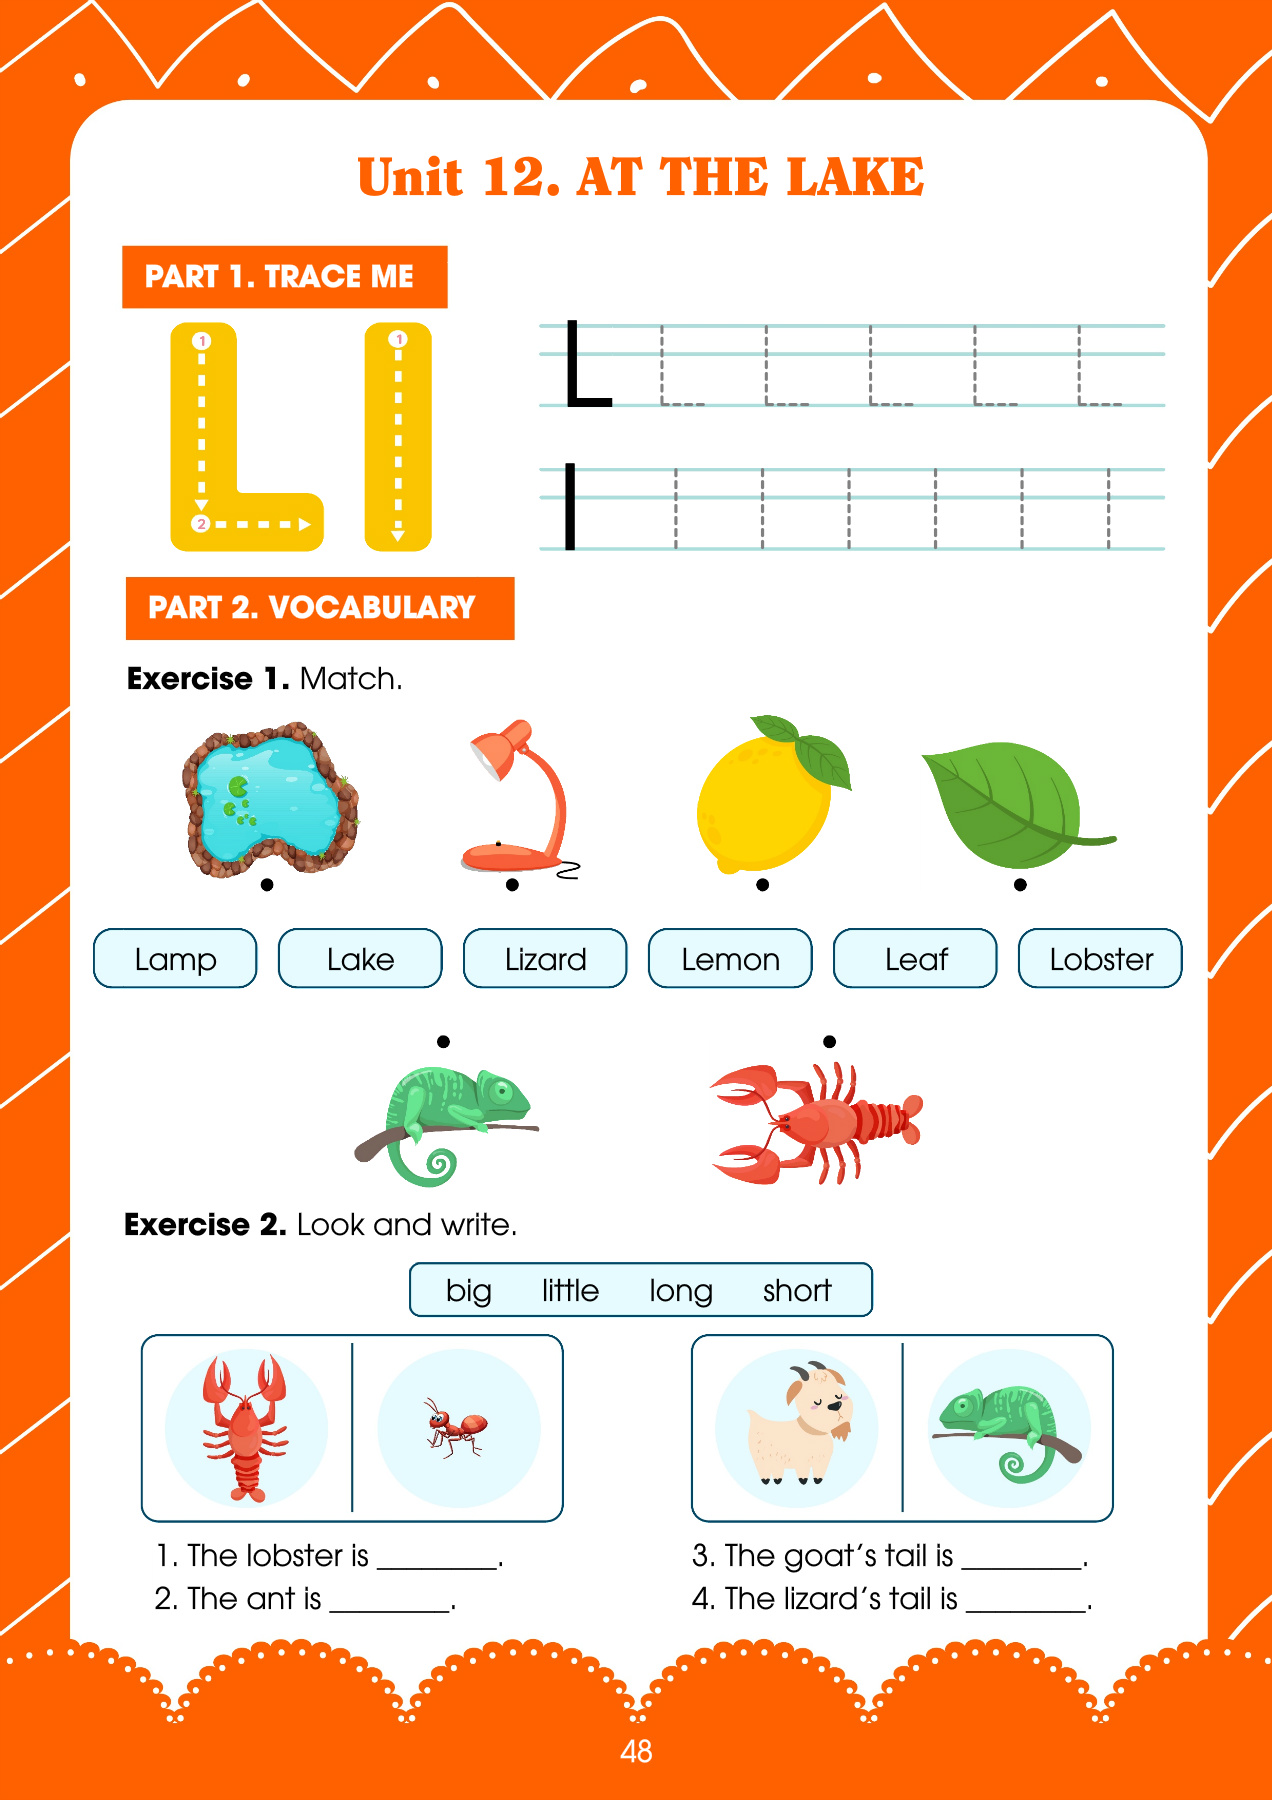 Unit 12. AT THE LAKE
PART 1. TRACE ME
L l
1
2
1
L L L L L L
l l l l l l l
PART 2. VOCABULARY
Exercise 1. Match.
Lamp Lake Lizard Lemon Leaf Lobster
Exercise 2. Look and write.
big little long short
1. The lobster is ________.
2. The ant is ________.
3. The goat's tail is ________.
4. The lizard's tail is ________.
48